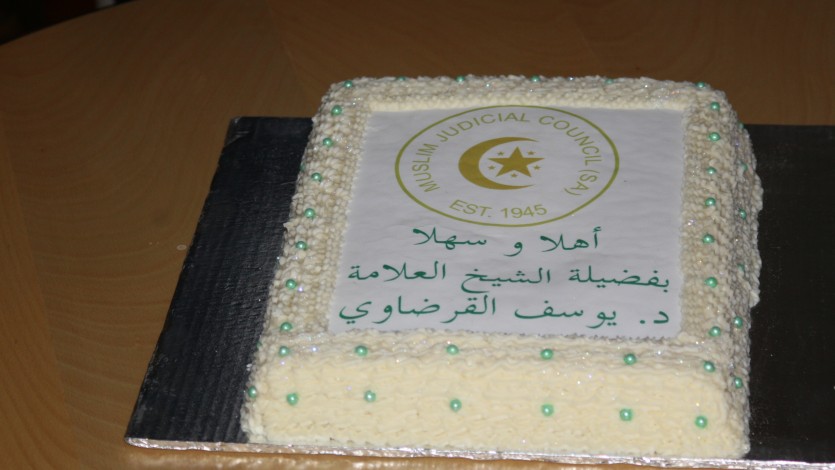 MUSLIM JUDICIAL COUNCIL (SA)
EST. 1945
أهلا و سهلا
بفضيلة الشيخ العلامة
د. يوسف القرضاوي